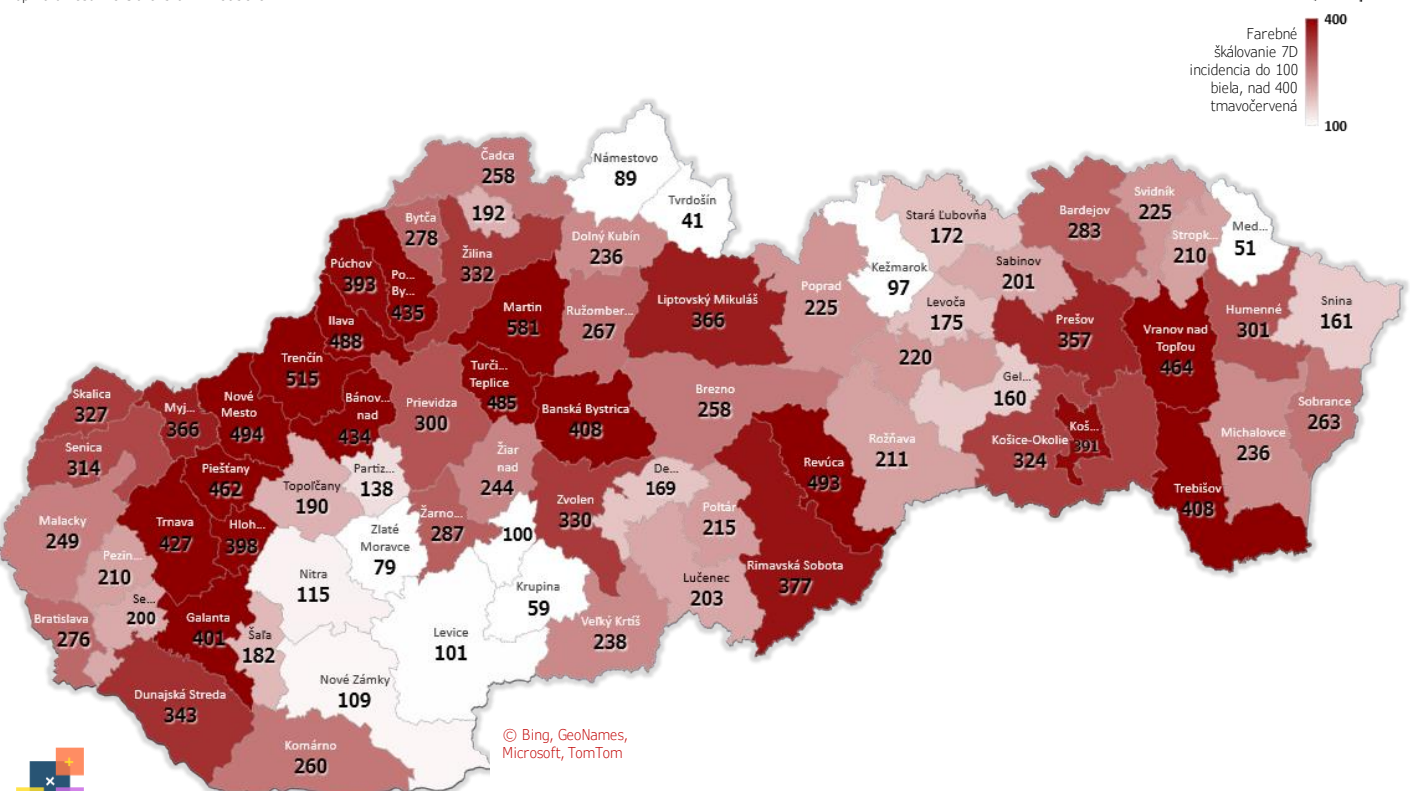 400
Farebné
škálovanie 7D
incidencia do 100
biela, nad 400
tmavočervená
100
Čadca
258
Námestovo
89
Tvrdošín
41
192
Bytča
278
Žilina
332
Dolný Kubín
236
Stará Ľubovňa
172
Bardejov
283
Svidník
225
Stropk...
210
Med...
51
Púchov
393
Po...
By...
435
Martin
581
Ružomber...
267
Liptovský Mikuláš
366
Poprad
225
Kežmarok
97
Sabinov
201
Levoča
175
Prešov
357
Vranov nad
Topľou
464
Humenné
301
Snina
161
Ilava
488
Trenčín
515
Turči...
Teplice
485
220
Gel...
160
Skalica
327
Myj...
366
Nové
Mesto
494
Bánov...
nad
434
Prievidza
300
Banská Bystrica
408
Brezno
258
Sobrance
263
Senica
314
Piešťany
462
Topoľčany
190
Partiz...
138
Žiar
nad
244
Revúca
493
Rožňava
211
Košice-Okolie
324
Koš...
391
Michalovce
236
Malacky
249
Trnava
427
Hloh...
398
Zlaté
Moravce
79
Žarno...
287
100
Zvolen
330
De...
169
Poltár
215
Trebišov
408
Pezin...
210
Nitra
115
Krupina
59
Lučenec
203
Rimavská Sobota
377
Bratislava
276
Se...
200
Galanta
401
Šaľa
182
Levice
101
Veľký Krtíš
238
Dunajská Streda
343
Nové Zámky
109
Komárno
260
© Bing, GeoNames,
Microsoft, TomTom